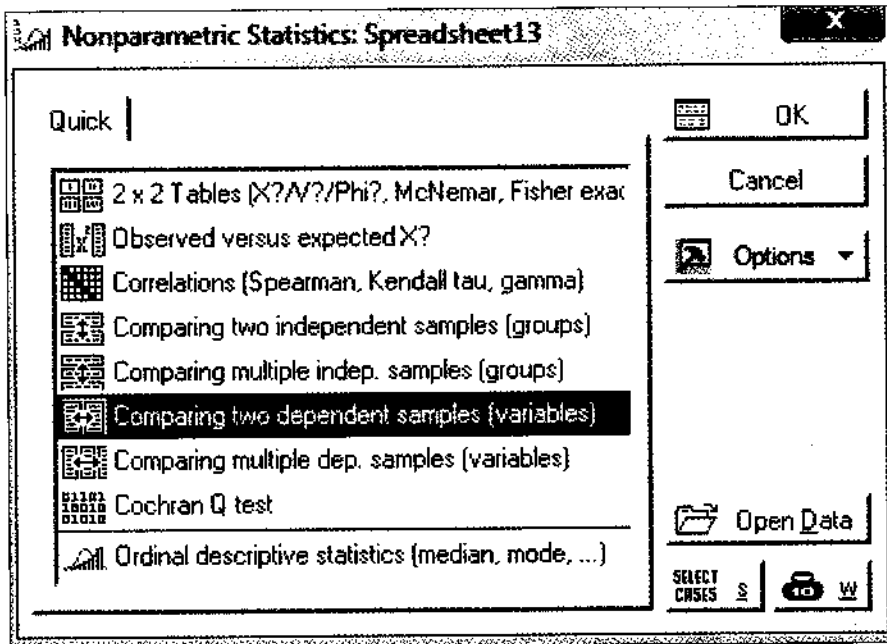 Nonparametric Statistics: Spreadsheet13
X
Quick
2 x 2 Tables (X?/V?/Phi?, McNemar, Fisher exac
Observed versus expected X?
Correlations (Spearman, Kendall tau, gamma)
Comparing two independent samples (groups)
Comparing multiple indep. samples (groups)
Comparing two dependent samples (variables)
Comparing multiple dep. samples (variables)
Cochran Q test
Ordinal descriptive statistics (median, mode, ...)
OK
Cancel
Options
Open Data
SELECT CASES S
W